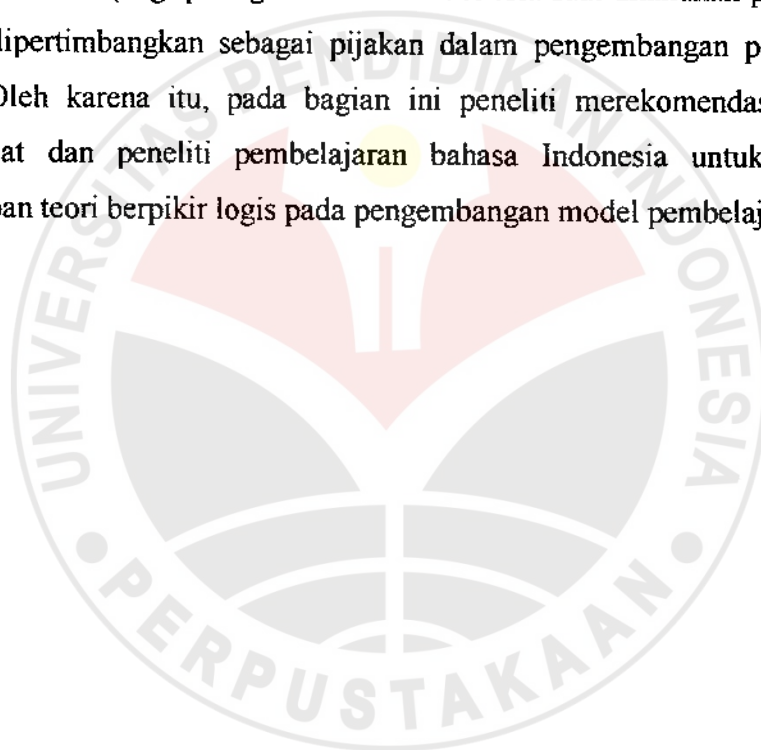 dipertimbangkan sebagai pijakan dalam pengembangan p
Oleh karena itu, pada bagian ini peneliti merekomendas
at dan peneliti pembelajaran bahasa Indonesia untuk
an teori berpikir logis pada pengembangan model pembelaj
UNIVERSITAS PENDIDIKAN INDONESIA
PERPUSTAKAAN